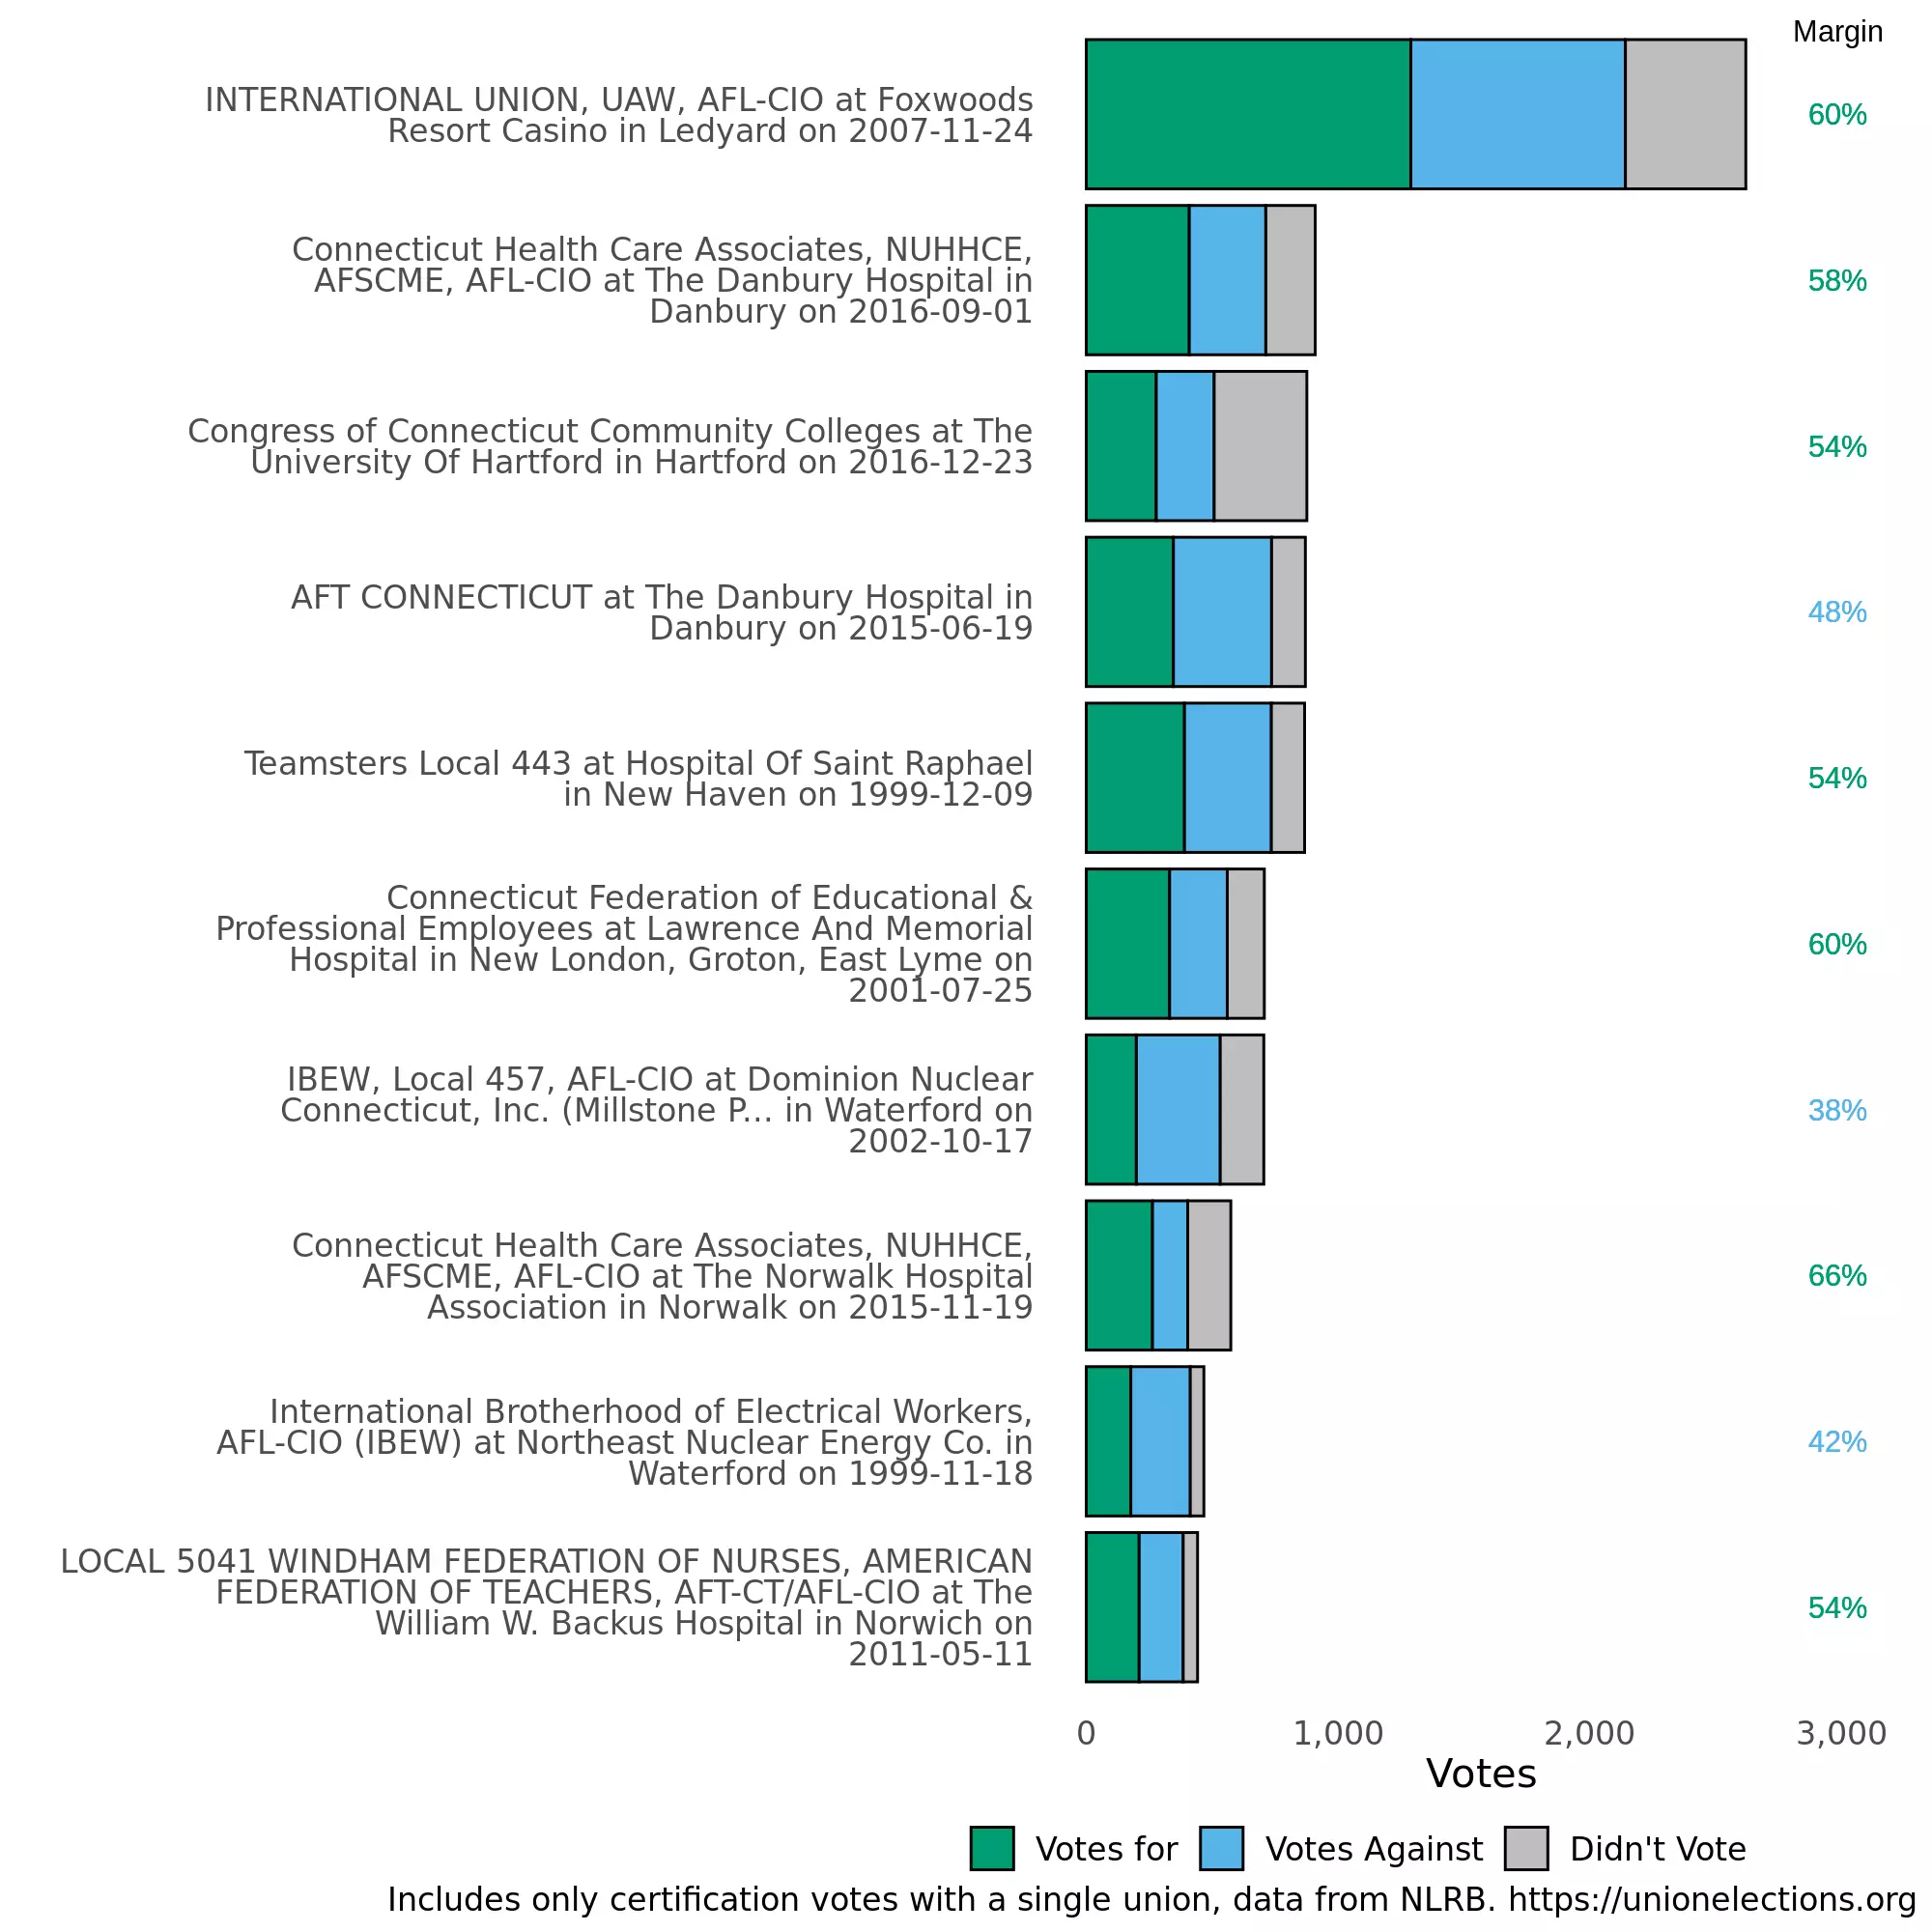 Margin
INTERNATIONAL UNION, UAW, AFL-CIO at Foxwoods
Resort Casino in Ledyard on 2007-11-24
60%
Connecticut Health Care Associates, NUHHCE,
AFSCME, AFL-CIO at The Danbury Hospital in
Danbury on 2016-09-01
58%
Congress of Connecticut Community Colleges at The
University Of Hartford in Hartford on 2016-12-23
54%
AFT CONNECTICUT at The Danbury Hospital in
Danbury on 2015-06-19
48%
Teamsters Local 443 at Hospital Of Saint Raphael
in New Haven on 1999-12-09
54%
Connecticut Federation of Educational &
Professional Employees at Lawrence And Memorial
Hospital in New London, Groton, East Lyme on
2001-07-25
60%
IBEW, Local 457, AFL-CIO at Dominion Nuclear
Connecticut, Inc. (Millstone P... in Waterford on
2002-10-17
38%
Connecticut Health Care Associates, NUHHCE,
AFSCME, AFL-CIO at The Norwalk Hospital
Association in Norwalk on 2015-11-19
66%
International Brotherhood of Electrical Workers,
AFL-CIO (IBEW) at Northeast Nuclear Energy Co. in
Waterford on 1999-11-18
42%
LOCAL 5041 WINDHAM FEDERATION OF NURSES, AMERICAN
FEDERATION OF TEACHERS, AFT-CT/AFL-CIO at The
William W. Backus Hospital in Norwich on
2011-05-11
54%
0 1,000 2,000 3,000
Votes
Votes for Votes Against Didn't Vote
Includes only certification votes with a single union, data from NLRB. https://unionelections.org